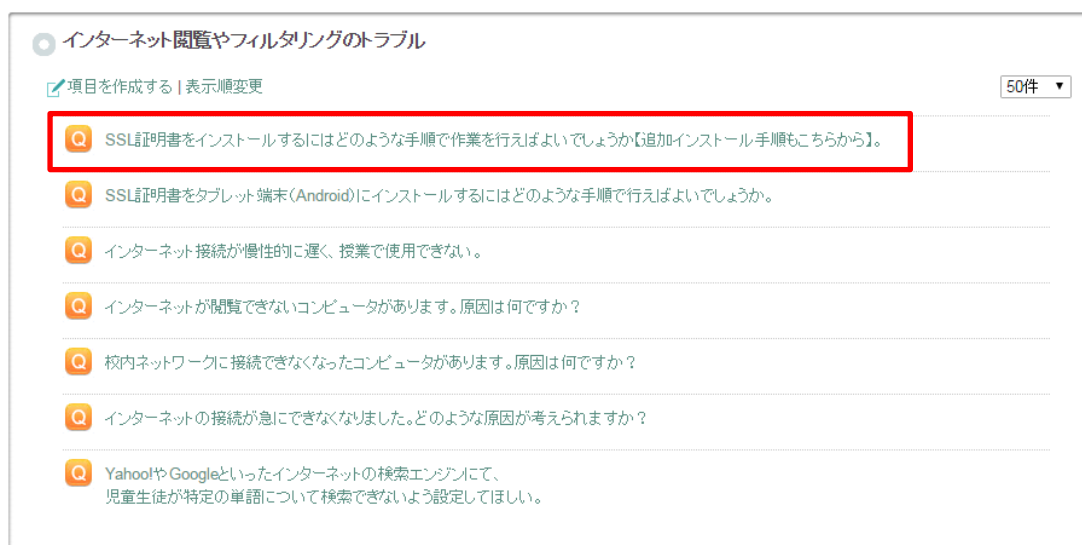 インターネット閲覧やフィルタリングのトラブル
項目を作成する | 表示順変更
50件 ▼
Q SSL証明書をインストールするにはどのような手順で作業を行えばよいでしょうか【追加インストール手順もこちらから】。
Q SSL証明書をタブレット端末(Android)にインストールするにはどのような手順で行えばよいでしょうか。
Q インターネット接続が慢性的に遅く、授業で使用できない。
Q インターネットが閲覧できないコンピュータがあります。原因は何ですか？
Q 校内ネットワークに接続できなくなったコンピュータがあります。原因は何ですか？
Q インターネットの接続が急にできなくなりました。どのような原因が考えられますか？
Q Yahoo!やGoogleといったインターネットの検索エンジンにて、
児童生徒が特定の単語について検索できないよう設定してほしい。